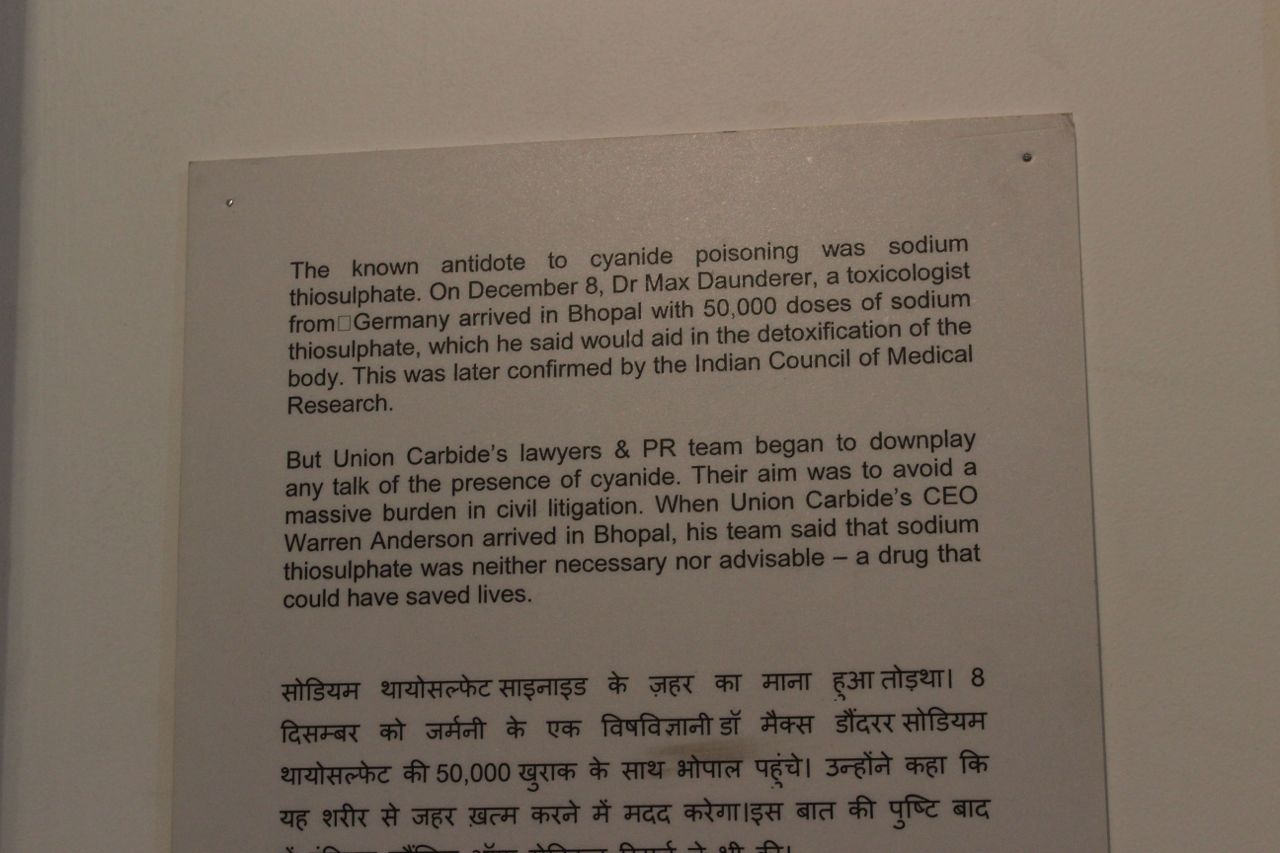 The known antidote to cyanide poisoning was sodium
thiosulphate. On December 8, Dr Max Daunderer, a toxicologist
from□Germany arrived in Bhopal with 50,000 doses of sodium
thiosulphate, which he said would aid in the detoxification of the
body. This was later confirmed by the Indian Council of Medical
Research.
But Union Carbide’s lawyers & PR team began to downplay
any talk of the presence of cyanide. Their aim was to avoid a
massive burden in civil litigation. When Union Carbide’s CEO
Warren Anderson arrived in Bhopal, his team said that sodium
thiosulphate was neither necessary nor advisable – a drug that
could have saved lives.
सोडियम थायोसल्फेट साइनाइड के ज़हर का माना हुआ तोड़था। 8
दिसम्बर को जर्मनी के एक विषविज्ञानी डॉ मैक्स डौंदरर सोडियम
थायोसल्फेट की 50,000 खुराक के साथ भोपाल पहुंचे। उन्होंने कहा कि
यह शरीर से जहर ख़त्म करने में मदद करेगा।इस बात की पुष्टि बाद